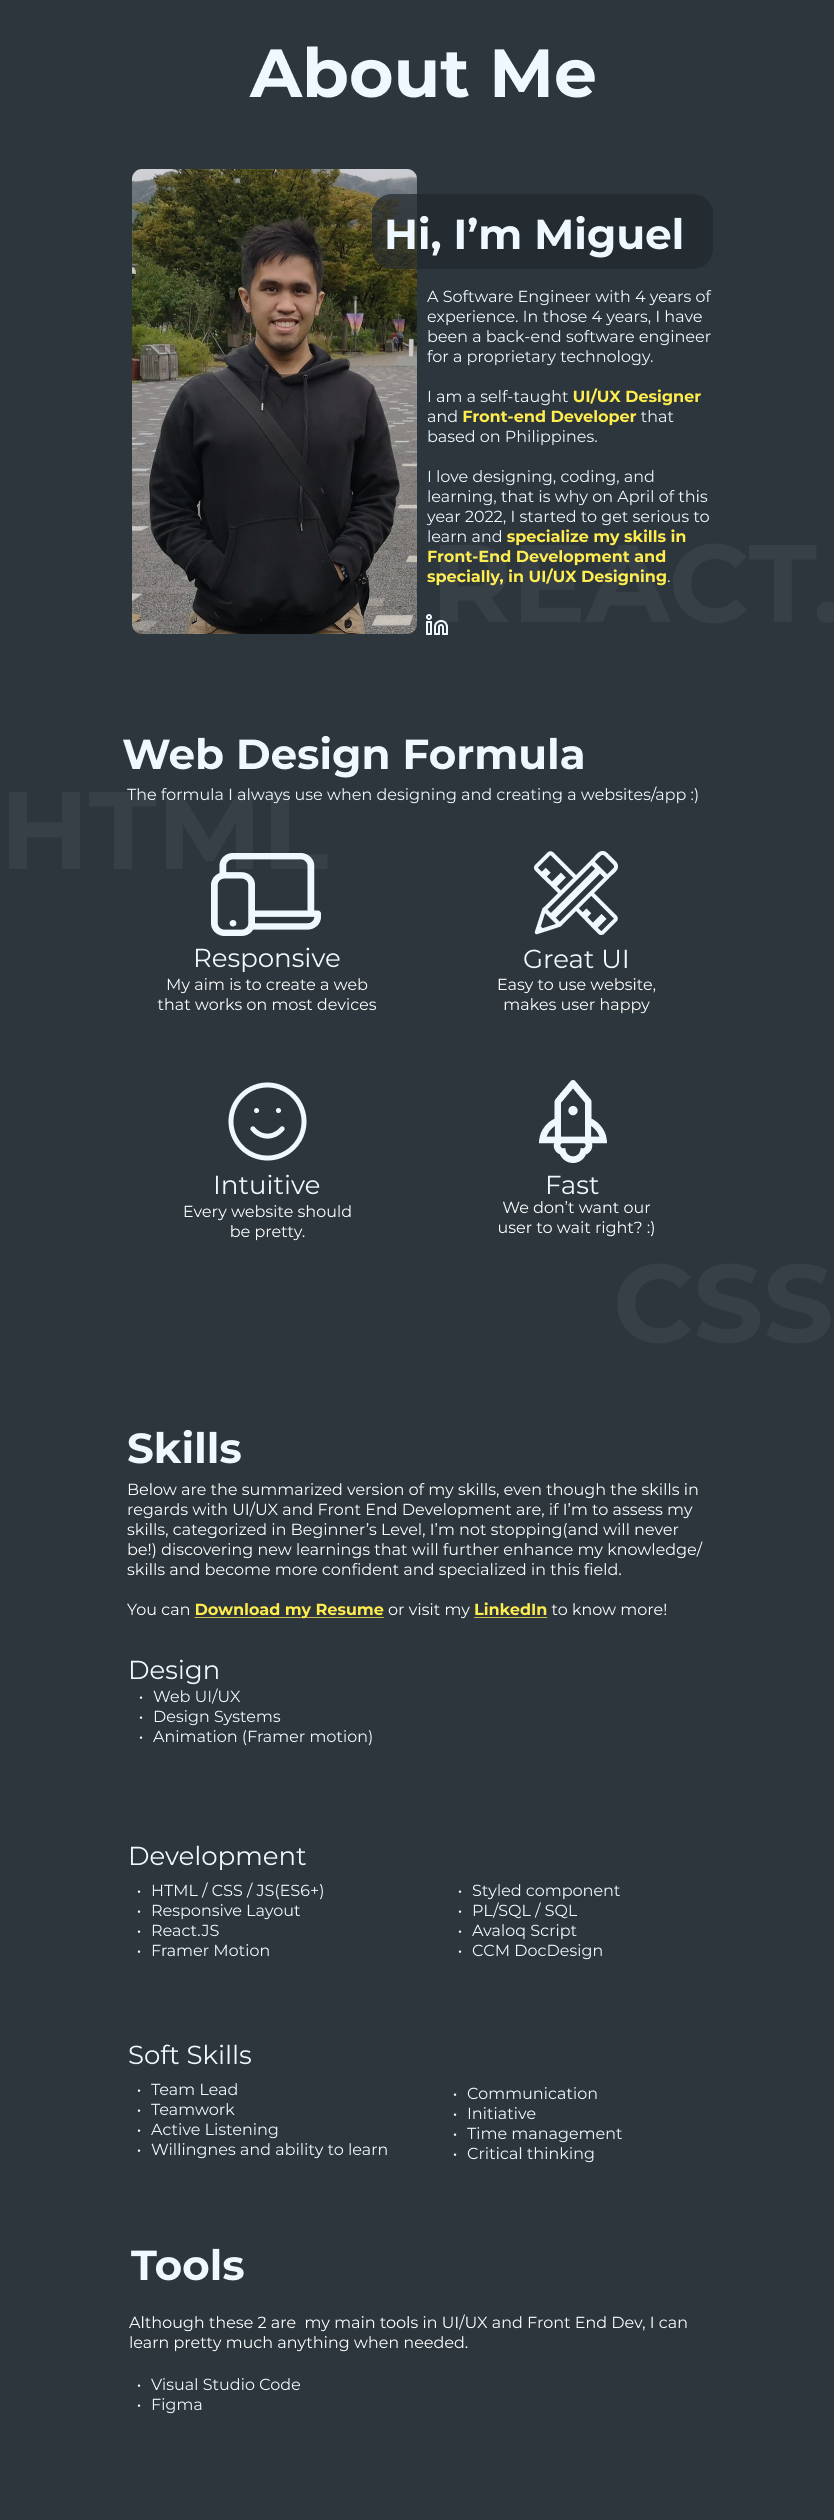 About Me
Hi, I’m Miguel
A Software Engineer with 4 years of
experience. In those 4 years, I have
been a back-end software engineer
for a proprietary technology.
I am a self-taught UI/UX Designer
and Front-end Developer that
based on Philippines.
I love designing, coding, and
learning, that is why on April of this
year 2022, I started to get serious to
learn and specialize my skills in
Front-End Development and
specially, in UI/UX Designing.
REACT.
in
Web Design Formula
The formula I always use when designing and creating a websites/app :)
HTML
Responsive
My aim is to create a web
that works on most devices
Great UI
Easy to use website,
makes user happy
Intuitive
Every website should
be pretty.
Fast
We don’t want our
user to wait right? :)
CSS
Skills
Below are the summarized version of my skills, even though the skills in
regards with UI/UX and Front End Development are, if I’m to assess my
skills, categorized in Beginner’s Level, I’m not stopping(and will never
be!) discovering new learnings that will further enhance my knowledge/
skills and become more confident and specialized in this field.
You can Download my Resume or visit my LinkedIn to know more!
Design
• Web UI/UX
• Design Systems
• Animation (Framer motion)
Development
• HTML / CSS / JS(ES6+)
• Responsive Layout
• React.JS
• Framer Motion
• Styled component
• PL/SQL / SQL
• Avaloq Script
• CCM DocDesign
Soft Skills
• Team Lead
• Teamwork
• Active Listening
• Willingnes and ability to learn
• Communication
• Initiative
• Time management
• Critical thinking
Tools
Although these 2 are  my main tools in UI/UX and Front End Dev, I can
learn pretty much anything when needed.
• Visual Studio Code
• Figma